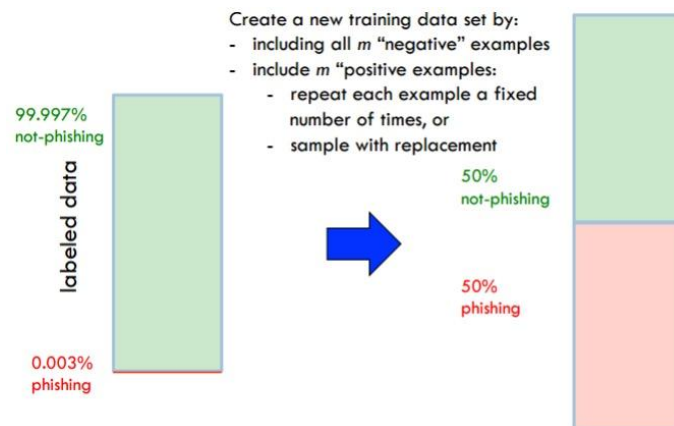 Create a new training data set by:
- including all m “negative” examples
- include m “positive examples:
- repeat each example a fixed
number of times, or
- sample with replacement
99.997%
not-phishing
labeled data
0.003%
phishing
50%
not-phishing
50%
phishing